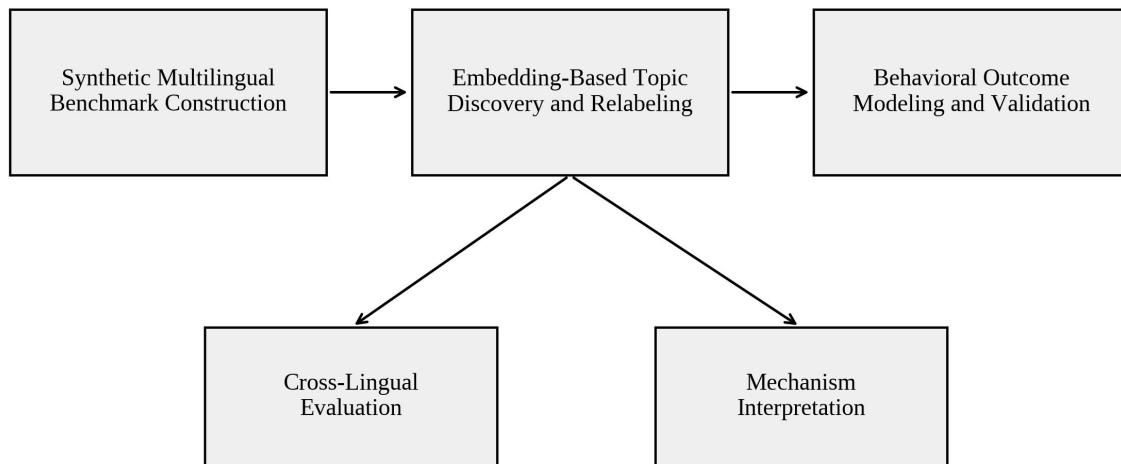 Synthetic Multilingual
Benchmark Construction
Embedding-Based Topic
Discovery and Relabeling
Behavioral Outcome
Modeling and Validation
Cross-Lingual
Evaluation
Mechanism
Interpretation